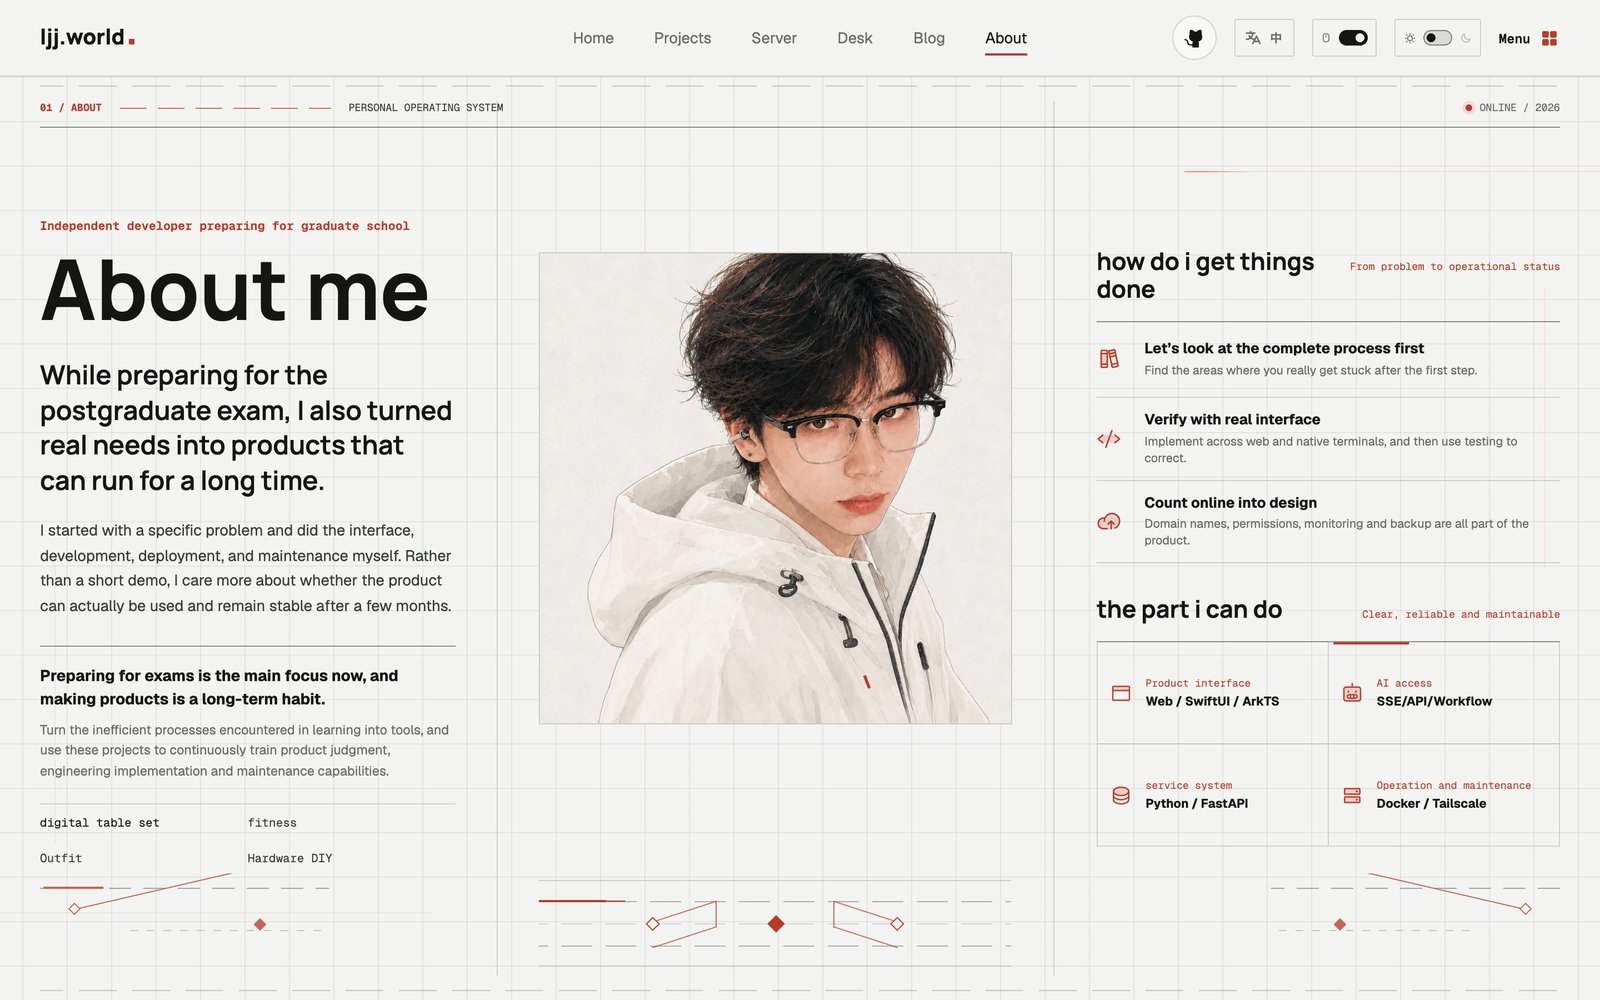 ljj.world
Home
Projects
Server
Desk
Blog
About
中
Menu
01 / ABOUT
PERSONAL OPERATING SYSTEM
ONLINE / 2026
Independent developer preparing for graduate school
About me
While preparing for the
postgraduate exam, I also turned
real needs into products that
can run for a long time.
I started with a specific problem and did the interface,
development, deployment, and maintenance myself. Rather
than a short demo, I care more about whether the product
can actually be used and remain stable after a few months.
Preparing for exams is the main focus now, and
making products is a long-term habit.
Turn the inefficient processes encountered in learning into tools, and
use these projects to continuously train product judgment,
engineering implementation and maintenance capabilities.
digital table set
fitness
Outfit
Hardware DIY
how do i get things
done
From problem to operational status
Let's look at the complete process first
Find the areas where you really get stuck after the first step.
Verify with real interface
Implement across web and native terminals, and then use testing to
correct.
Count online into design
Domain names, permissions, monitoring and backup are all part of the
product.
the part i can do
Clear, reliable and maintainable
Product interface
Web / SwiftUI / ArkTS
AI access
SSE/API/Workflow
service system
Python / FastAPI
Operation and maintenance
Docker / Tailscale